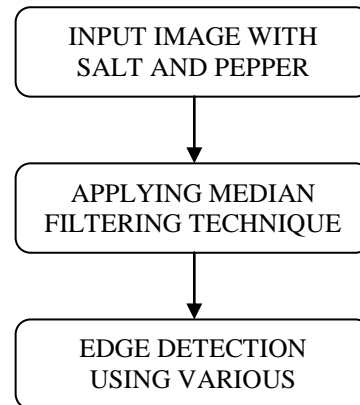 INPUT IMAGE WITH
SALT AND PEPPER
APPLYING MEDIAN
FILTERING TECHNIQUE
EDGE DETECTION
USING VARIOUS